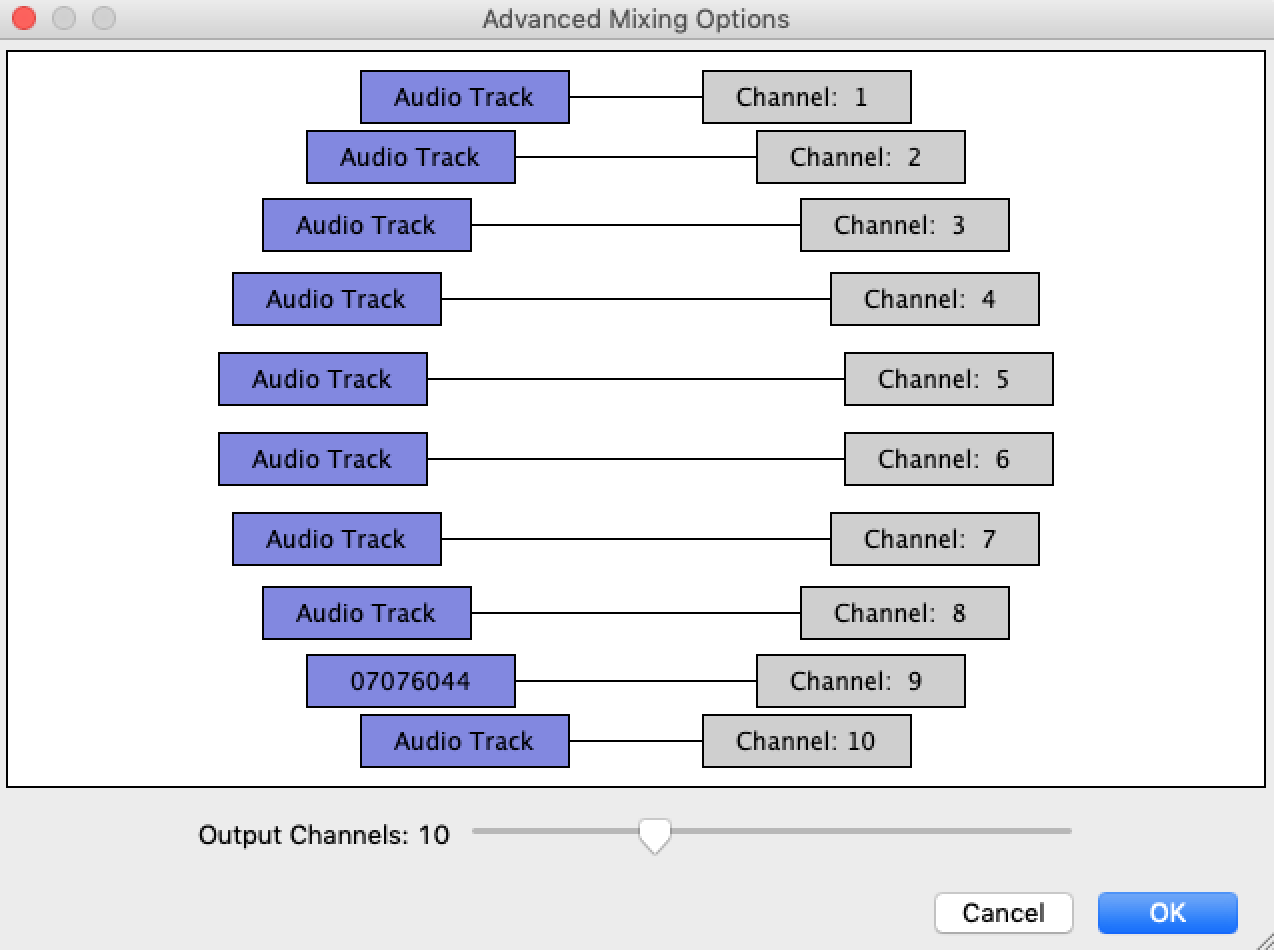 Advanced Mixing Options
Audio Track Channel: 1
Audio Track Channel: 2
Audio Track Channel: 3
Audio Track Channel: 4
Audio Track Channel: 5
Audio Track Channel: 6
Audio Track Channel: 7
Audio Track Channel: 8
07076044 Channel: 9
Audio Track Channel: 10
Output Channels: 10
Cancel OK